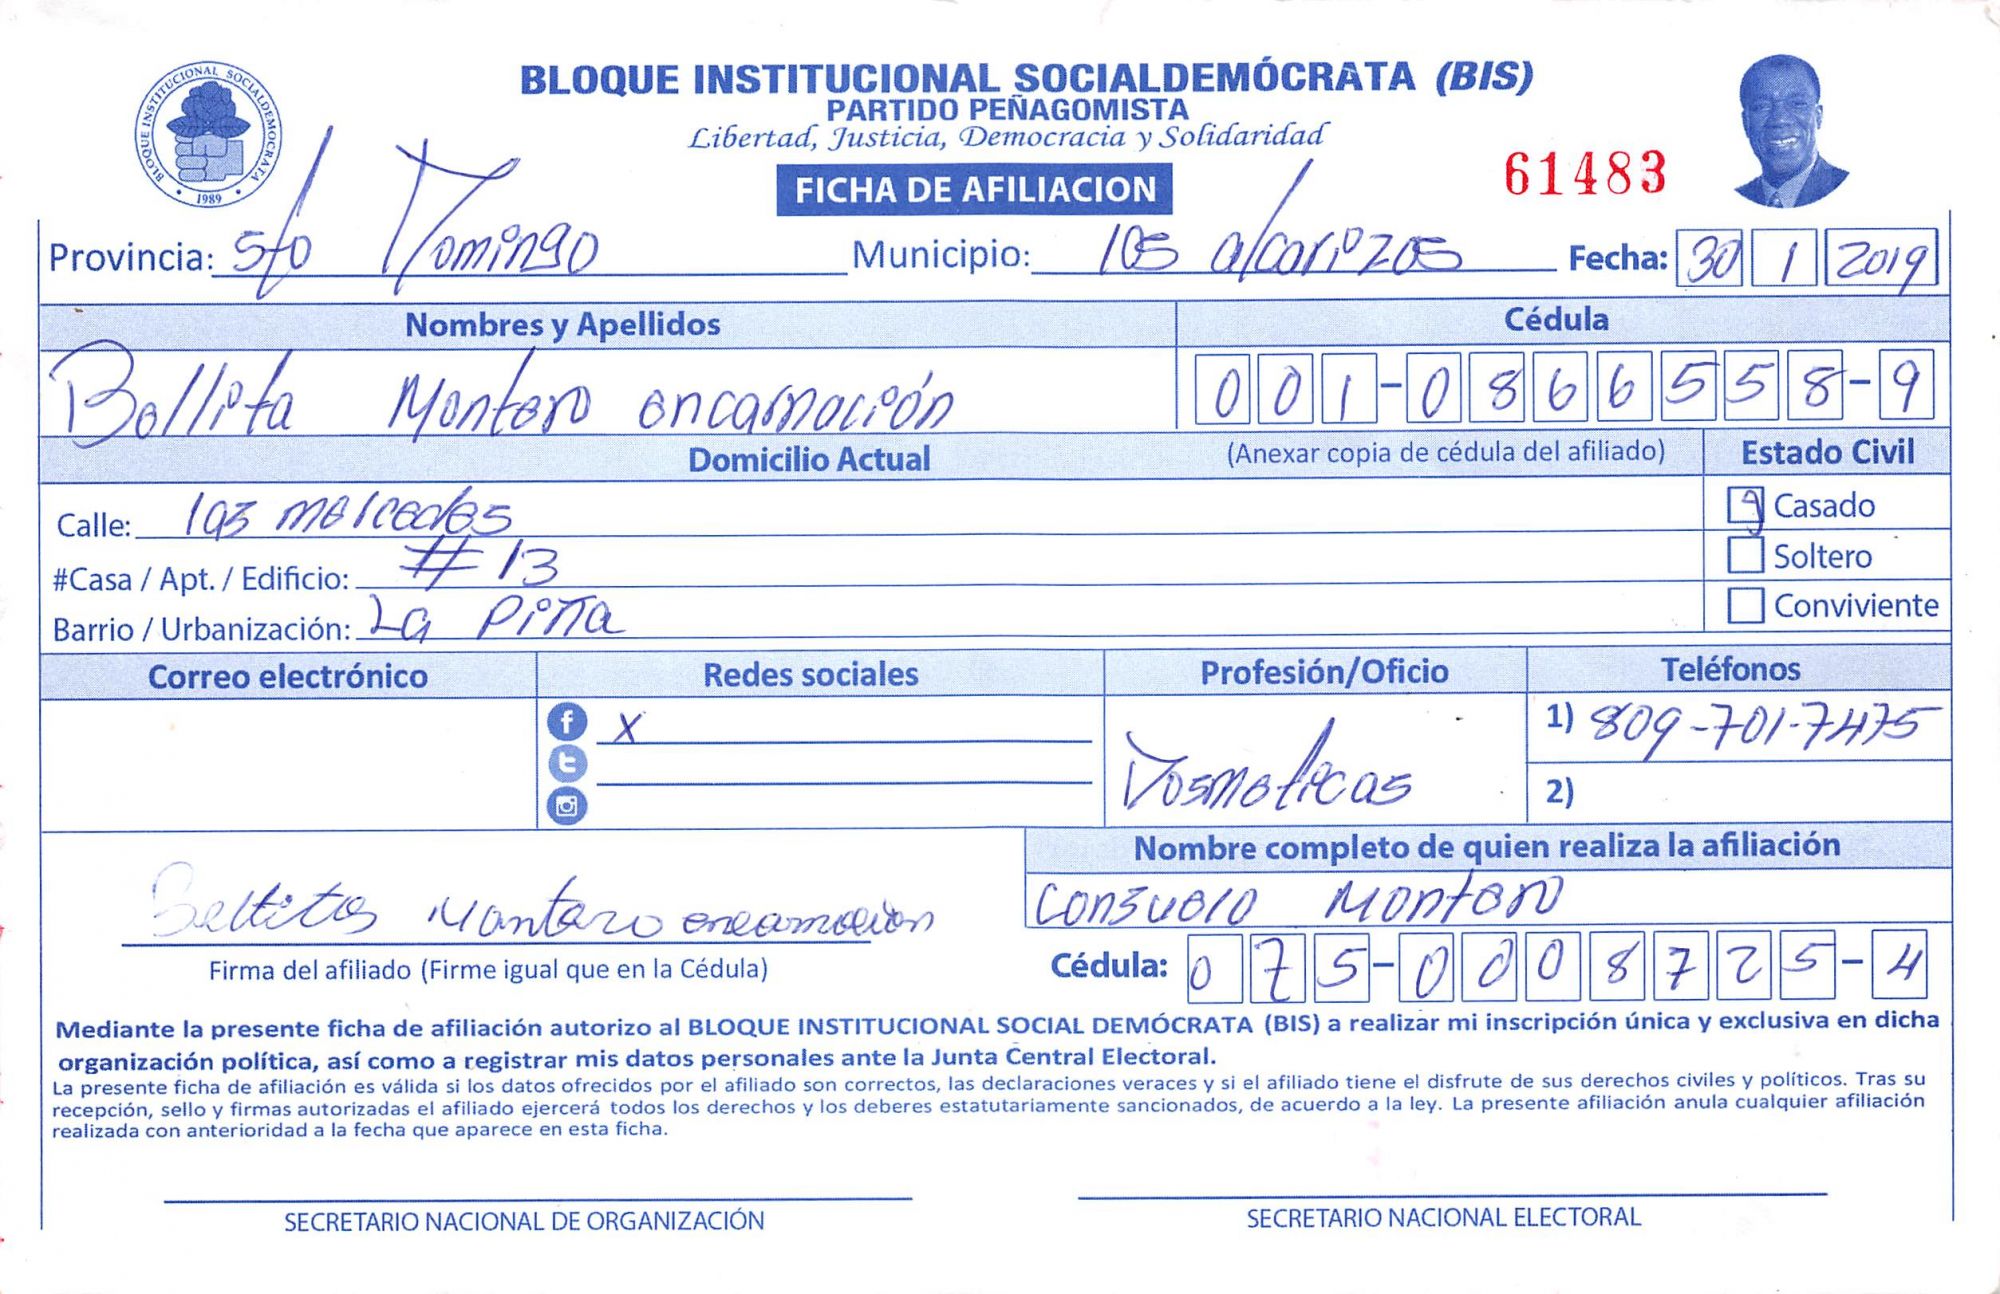 BLOQUE INSTITUCIONAL SOCIALDEMÓCRATA
1989
BLOQUE INSTITUCIONAL SOCIALDEMÓCRATA (BIS)
PARTIDO PEÑAGOMISTA
Libertad, Justicia, Democracia y Solidaridad
FICHA DE AFILIACION
61483
Provincia: Sto Domingo Municipio: los alcarizos Fecha: 30 1 2019
Nombres y Apellidos Cédula
Bellita Montero encarnación 001-0866558-9
Domicilio Actual (Anexar copia de cédula del afiliado) Estado Civil
Calle: las mercedes Casado
#Casa / Apt. / Edificio: #13 Soltero
Barrio / Urbanización: La Piña Conviviente
Correo electrónico Redes sociales Profesión/Oficio Teléfonos
X 1) 809-701-7475
2)
Nombre completo de quien realiza la afiliación
Consuelo Montero
Montero encarnacion
Firma del afiliado (Firme igual que en la Cédula) Cédula: 075-0008725-4
Mediante la presente ficha de afiliación autorizo al BLOQUE INSTITUCIONAL SOCIAL DEMÓCRATA (BIS) a realizar mi inscripción única y exclusiva en dicha
organización política, así como a registrar mis datos personales ante la Junta Central Electoral.
La presente ficha de afiliación es válida si los datos ofrecidos por el afiliado son correctos, las declaraciones veraces y si el afiliado tiene el disfrute de sus derechos civiles y políticos. Tras su
recepción, sello y firmas autorizadas el afiliado ejercerá todos los derechos y los deberes estatutariamente sancionados, de acuerdo a la ley. La presente afiliación anula cualquier afiliación
realizada con anterioridad a la fecha que aparece en esta ficha.
SECRETARIO NACIONAL DE ORGANIZACIÓN SECRETARIO NACIONAL ELECTORAL